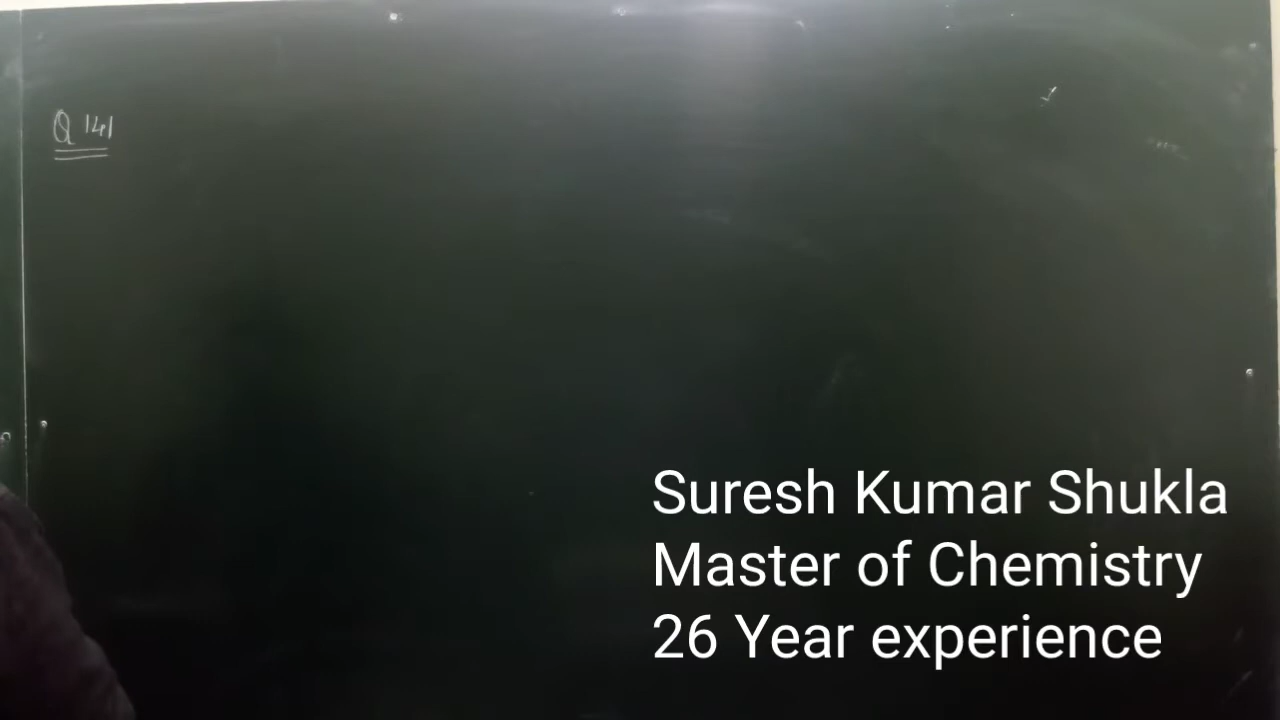 Q 141
Suresh Kumar Shukla
Master of Chemistry
26 Year experience